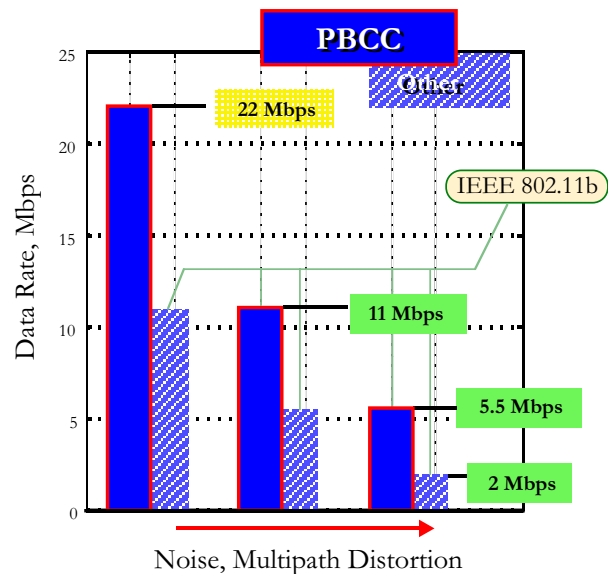 PBCC
Other
25
22 Mbps
20
IEEE 802.11b
15
11 Mbps
10
5.5 Mbps
5
2 Mbps
0
Data Rate, Mbps
Noise, Multipath Distortion